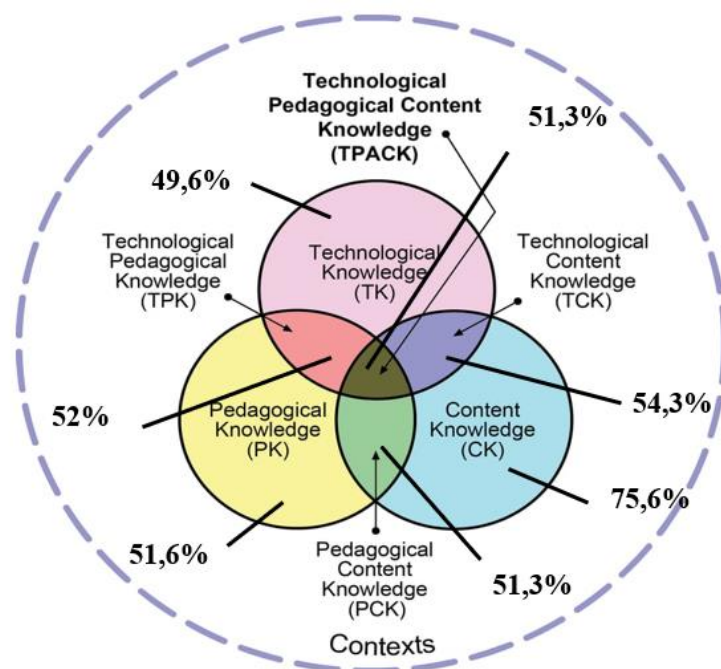 Technological
Pedagogical Content
Knowledge
(TPACK)
51,3%
49,6%
Technological
Pedagogical
Knowledge
(TPK)
Technological
Knowledge
(TK)
Technological
Content
Knowledge
(TCK)
52%
Pedagogical
Knowledge
(PK)
Content
Knowledge
(CK)
54,3%
75,6%
51,6%
Pedagogical
Content
Knowledge
(PCK)
51,3%
Contexts